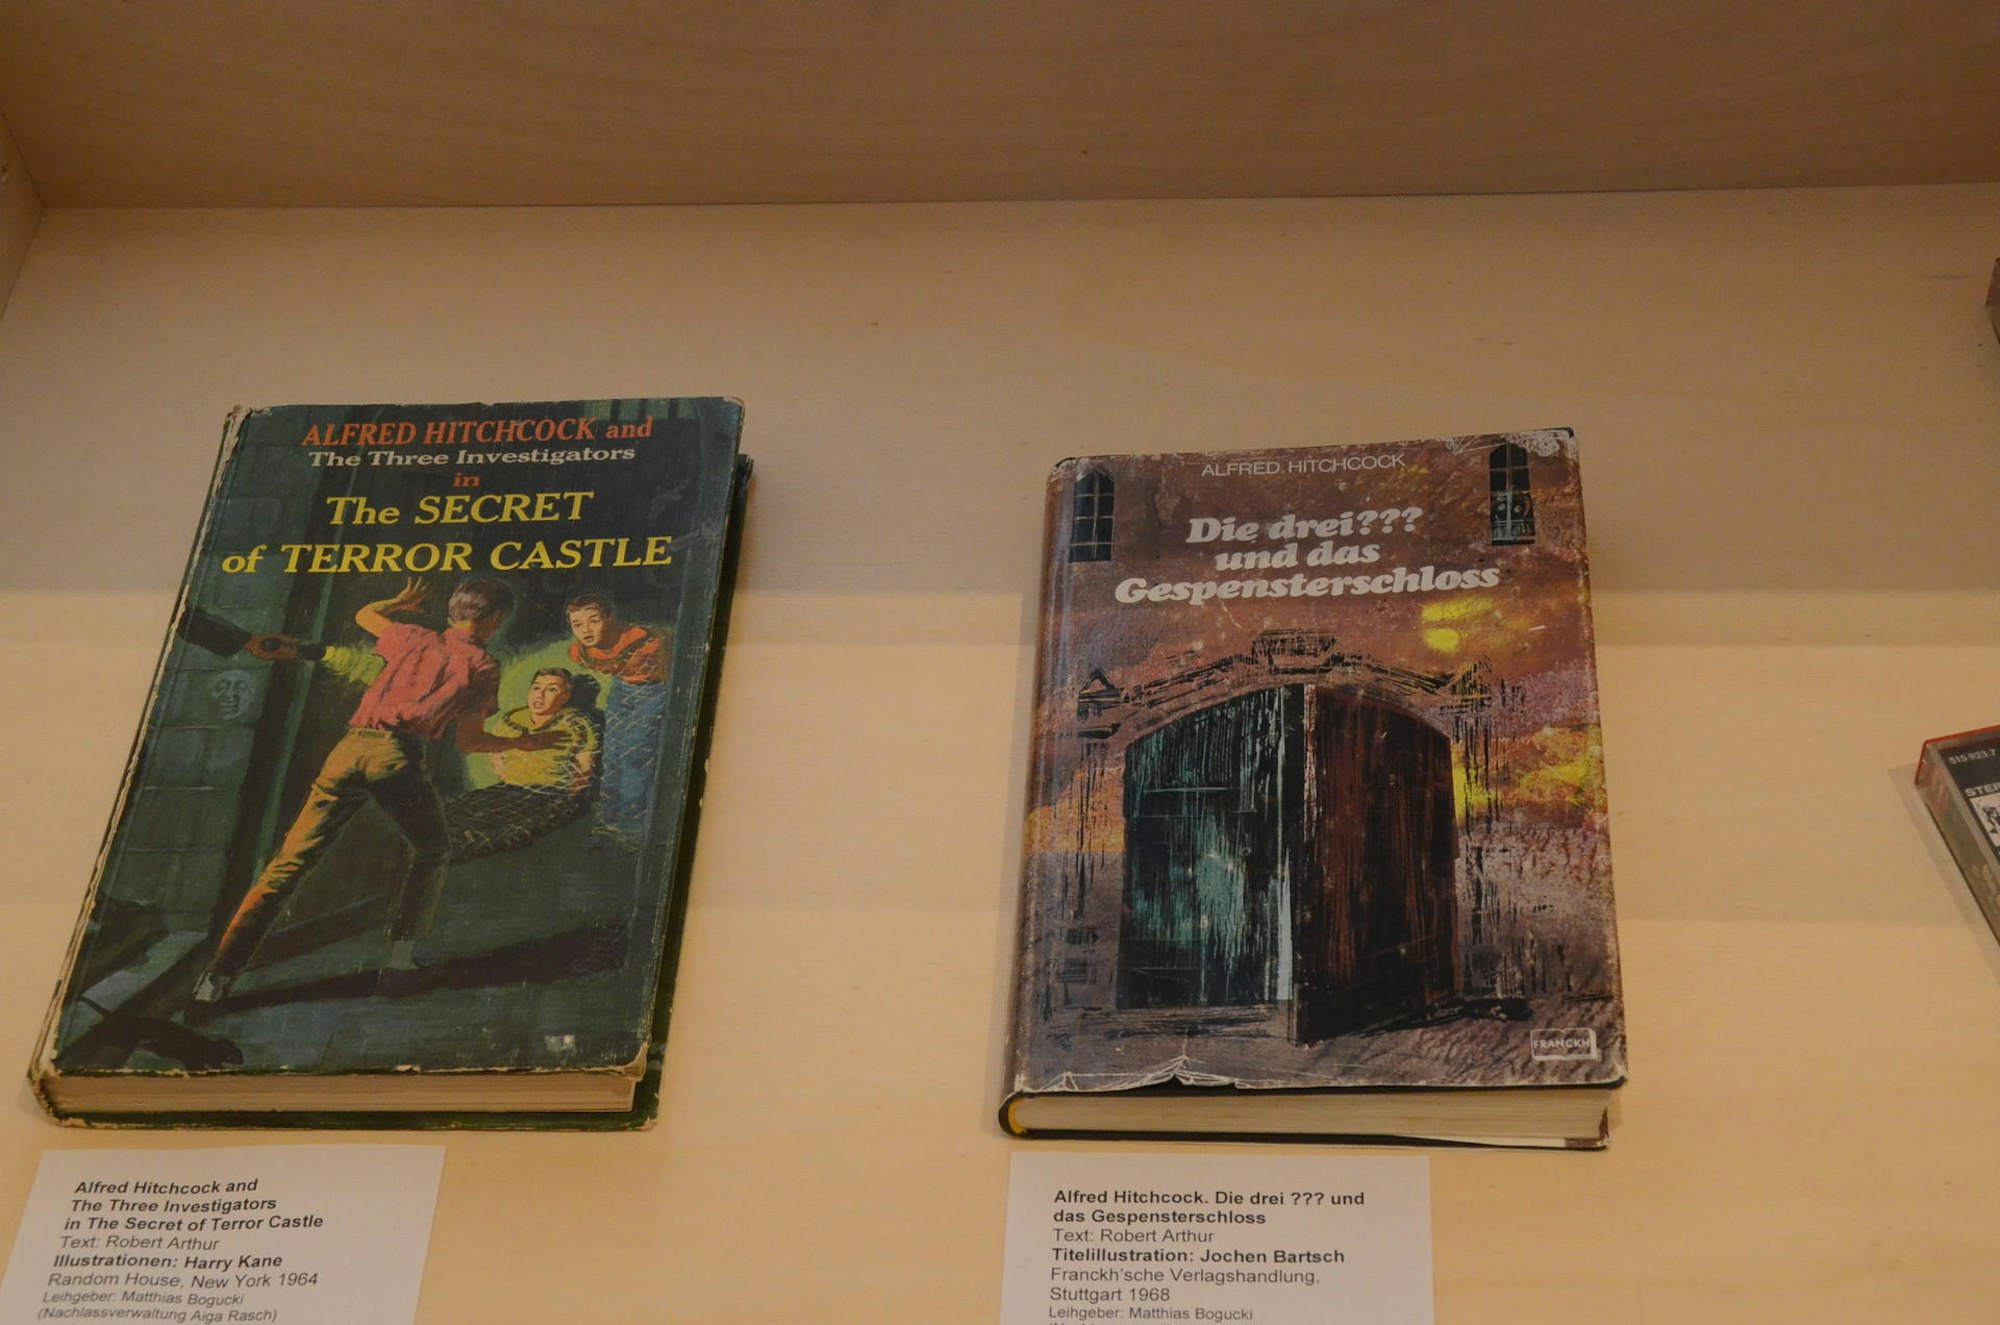 ALFRED HITCHCOCK and
The Three Investigators
in
The SECRET
of TERROR CASTLE
Alfred Hitchcock and
The Three Investigators
in The Secret of Terror Castle
Text: Robert Arthur
Illustrationen: Harry Kane
Random House, New York 1964
Leihgeber: Matthias Bogucki
(Nachlassverwaltung Aiga Rasch)
ALFRED HITCHCOCK
Die drei???
und das
Gespensterschloss
FRANCKH
Alfred Hitchcock. Die drei ??? und
das Gespensterschloss
Text: Robert Arthur
Titelillustration: Jochen Bartsch
Franckh'sche Verlagshandlung,
Stuttgart 1968
Leihgeber: Matthias Bogucki
515 923.7